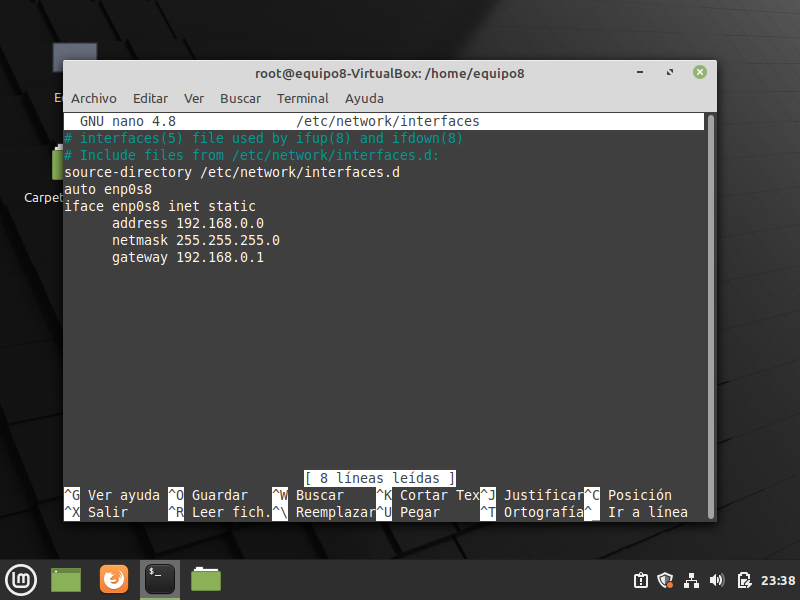 root@equipo8-VirtualBox: /home/equipo8
Archivo Editar Ver Buscar Terminal Ayuda
GNU nano 4.8 /etc/network/interfaces
# interfaces(5) file used by ifup(8) and ifdown(8)
# Include files from /etc/network/interfaces.d:
source-directory /etc/network/interfaces.d
auto enp0s8
iface enp0s8 inet static
address 192.168.0.0
netmask 255.255.255.0
gateway 192.168.0.1
Carpet
[ 8 líneas leídas ]
^G Ver ayuda ^O Guardar ^W Buscar ^K Cortar Tex ^J Justificar ^C Posición
^X Salir ^R Leer fich. ^\ Reemplazar ^U Pegar ^T Ortografía ^_ Ir a línea
23:38